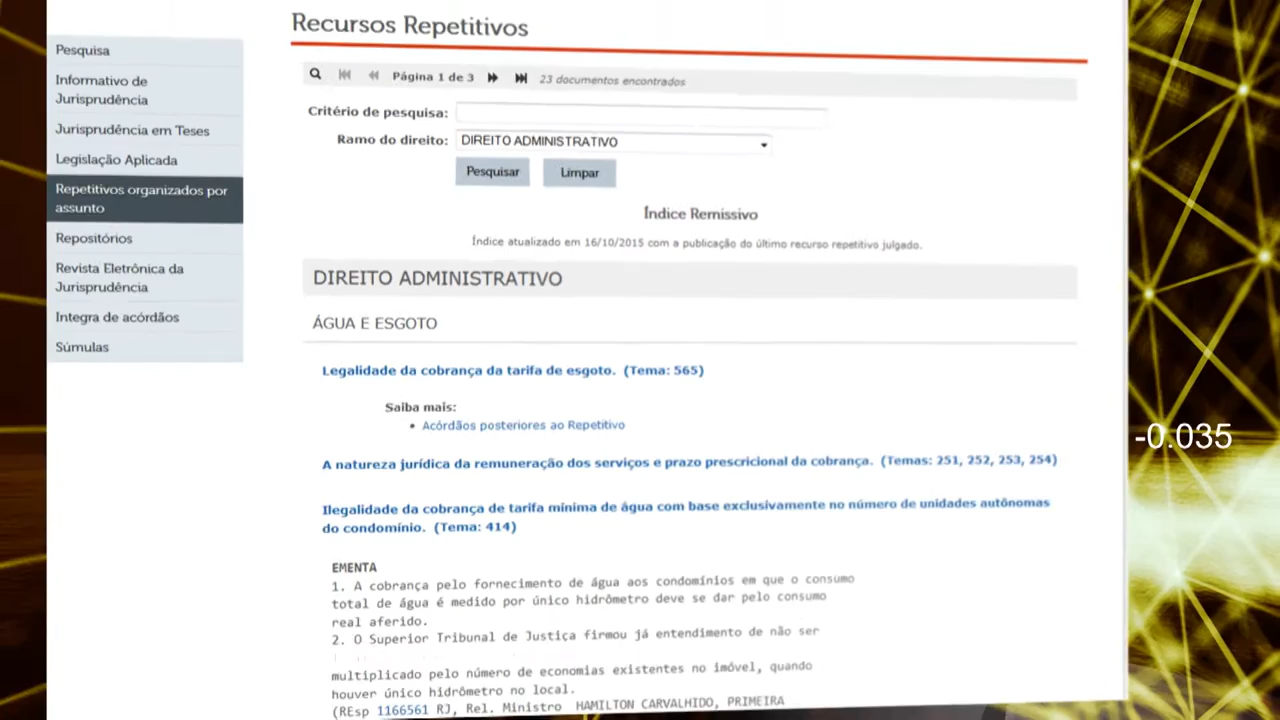 Recursos Repetitivos
Página 1 de 3
23 documentos encontrados
Critério de pesquisa:
Ramo do direito: DIREITO ADMINISTRATIVO
Pesquisar Limpar
Índice Remissivo
Índice atualizado em 16/10/2015 com a publicação do último recurso repetitivo julgado.
Pesquisa
Informativo de
Jurisprudência
Jurisprudência em Teses
Legislação Aplicada
Repetitivos organizados por
assunto
Repositórios
Revista Eletrônica da
Jurisprudência
Integra de acórdãos
Súmulas
DIREITO ADMINISTRATIVO
ÁGUA E ESGOTO
Legalidade da cobrança da tarifa de esgoto. (Tema: 565)
Saiba mais:
• Acórdãos posteriores ao Repetitivo
A natureza jurídica da remuneração dos serviços e prazo prescricional da cobrança. (Temas: 251, 252, 253, 254)
Ilegalidade da cobrança de tarifa mínima de água com base exclusivamente no número de unidades autônomas
do condomínio. (Tema: 414)
EMENTA
1. A cobrança pelo fornecimento de água aos condomínios em que o consumo
total de água é medido por único hidrômetro deve se dar pelo consumo
real aferido.
2. O Superior Tribunal de Justiça firmou já entendimento de não ser
multiplicado pelo número de economias existentes no imóvel, quando
houver único hidrômetro no local.
(REsp 1166561 RJ, Rel. Ministro HAMILTON CARVALHIDO, PRIMEIRA
-0.035